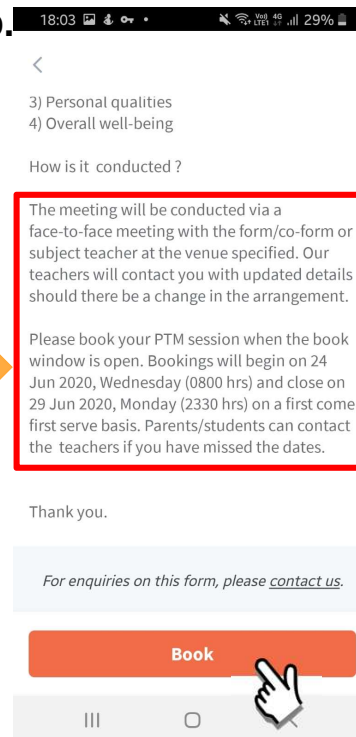 18:03 Voo) 4G LTE1 29%
3) Personal qualities
4) Overall well-being
How is it conducted ?
The meeting will be conducted via a
face-to-face meeting with the form/co-form or
subject teacher at the venue specified. Our
teachers will contact you with updated details
should there be a change in the arrangement.
Please book your PTM session when the book
window is open. Bookings will begin on 24
Jun 2020, Wednesday (0800 hrs) and close on
29 Jun 2020, Monday (2330 hrs) on a first come
first serve basis. Parents/students can contact
the teachers if you have missed the dates.
Thank you.
For enquiries on this form, please contact us.
Book